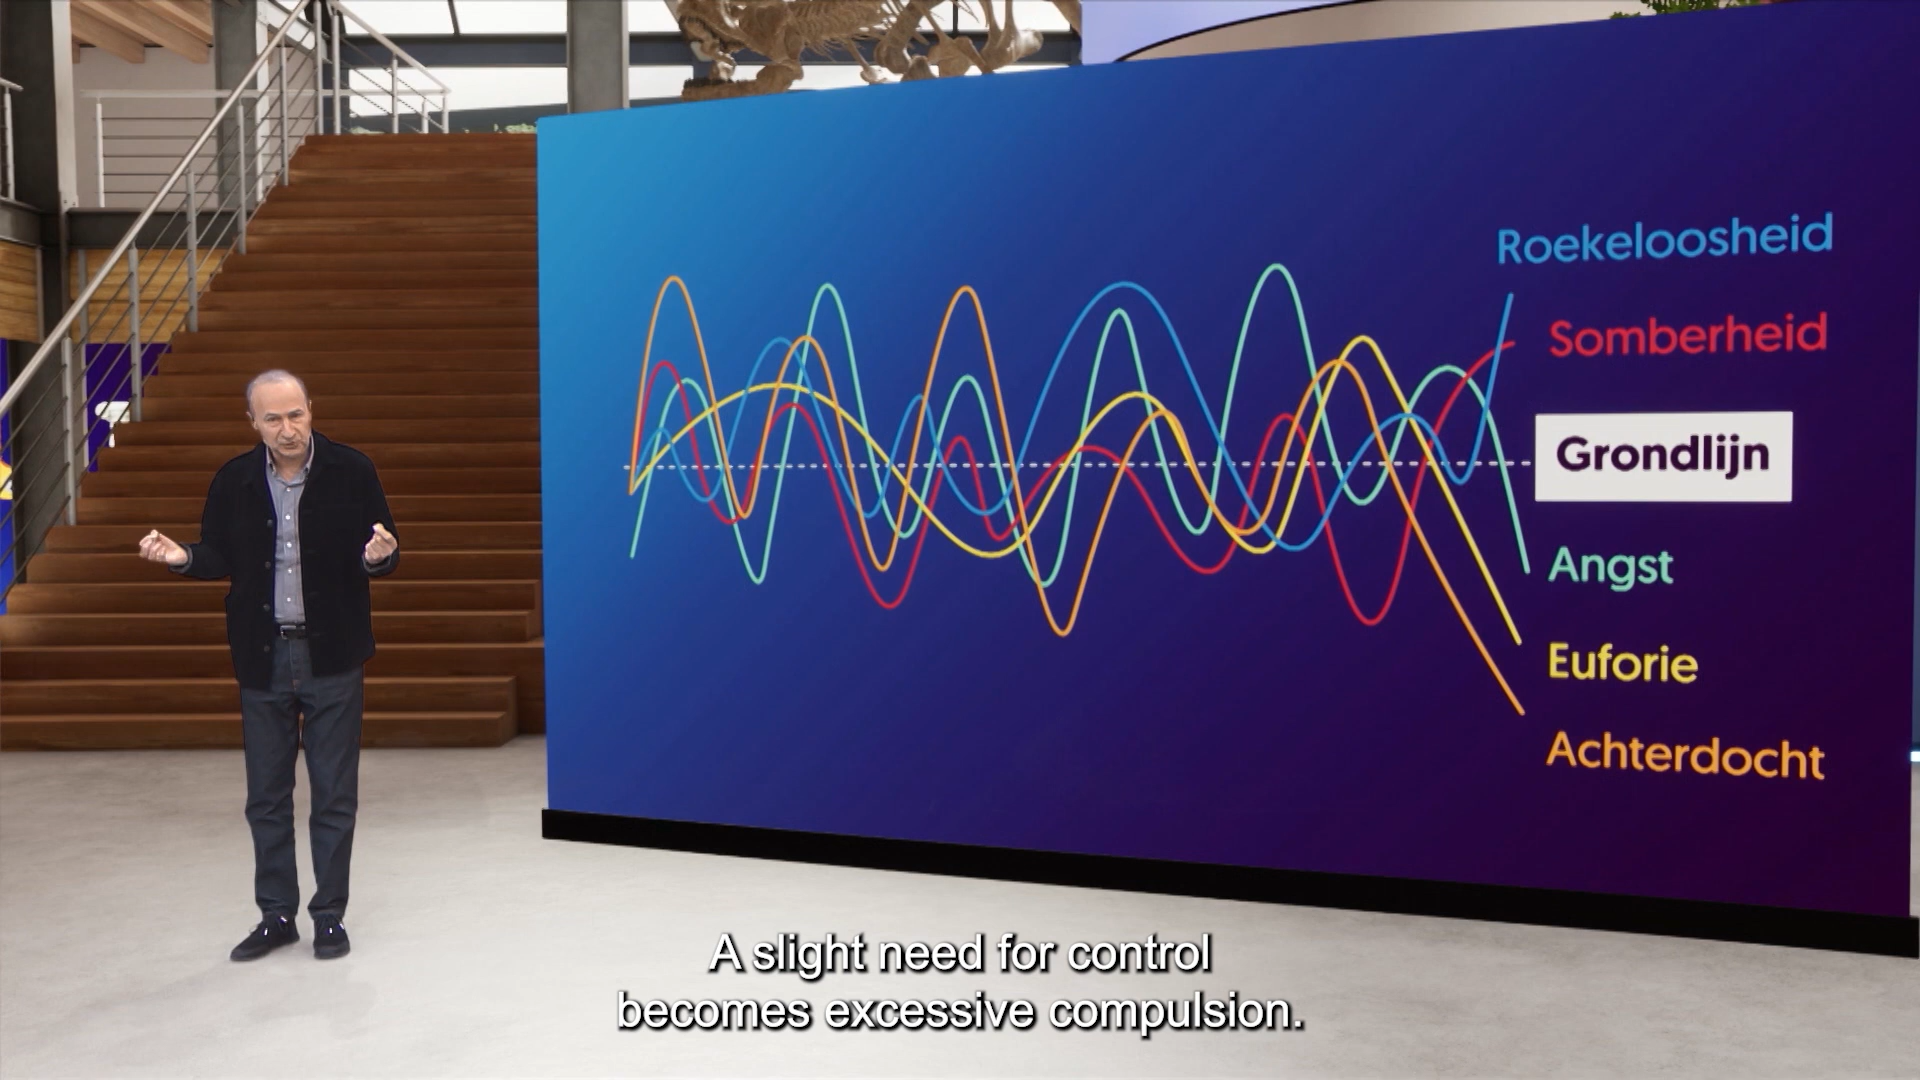 Roekeloosheid
Somberheid
Grondlijn
Angst
Euforie
Achterdocht
A slight need for control
becomes excessive compulsion.